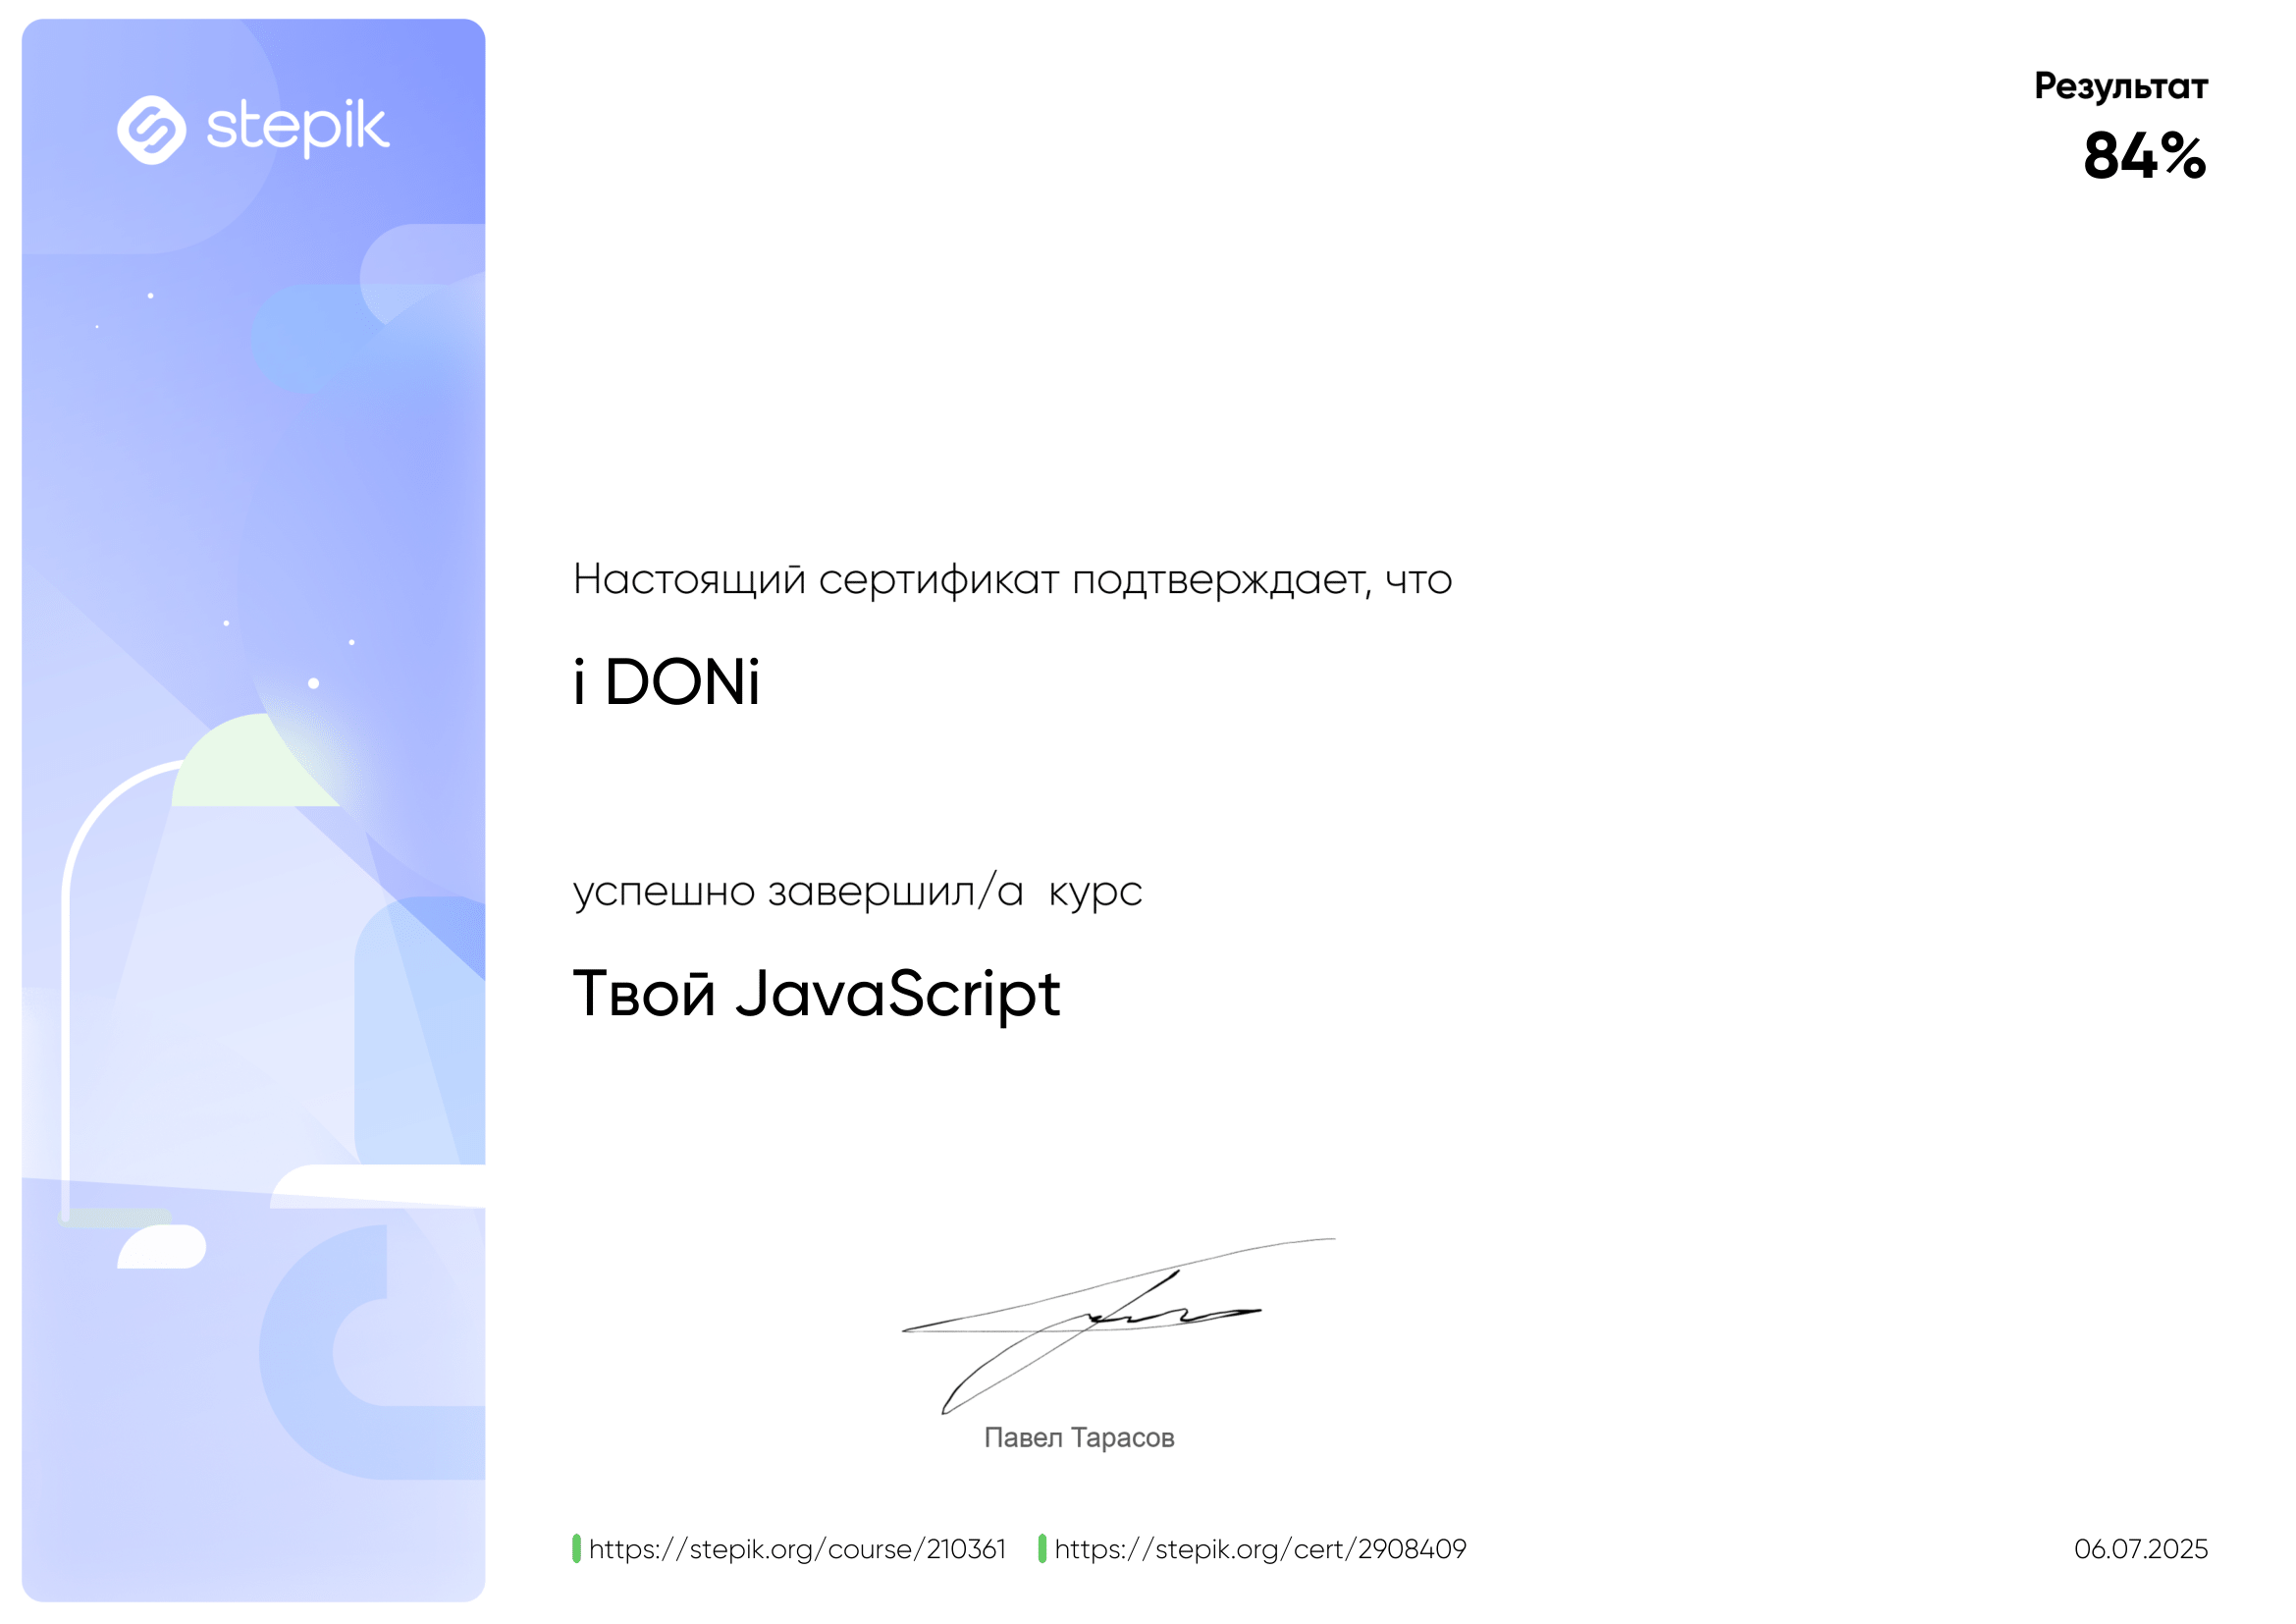 stepik
Результат
84%
Настоящий сертификат подтверждает, что
i DONi
успешно завершил/а курс
Твой JavaScript
Павел Тарасов
https://stepik.org/course/210361
https://stepik.org/cert/2908409
06.07.2025